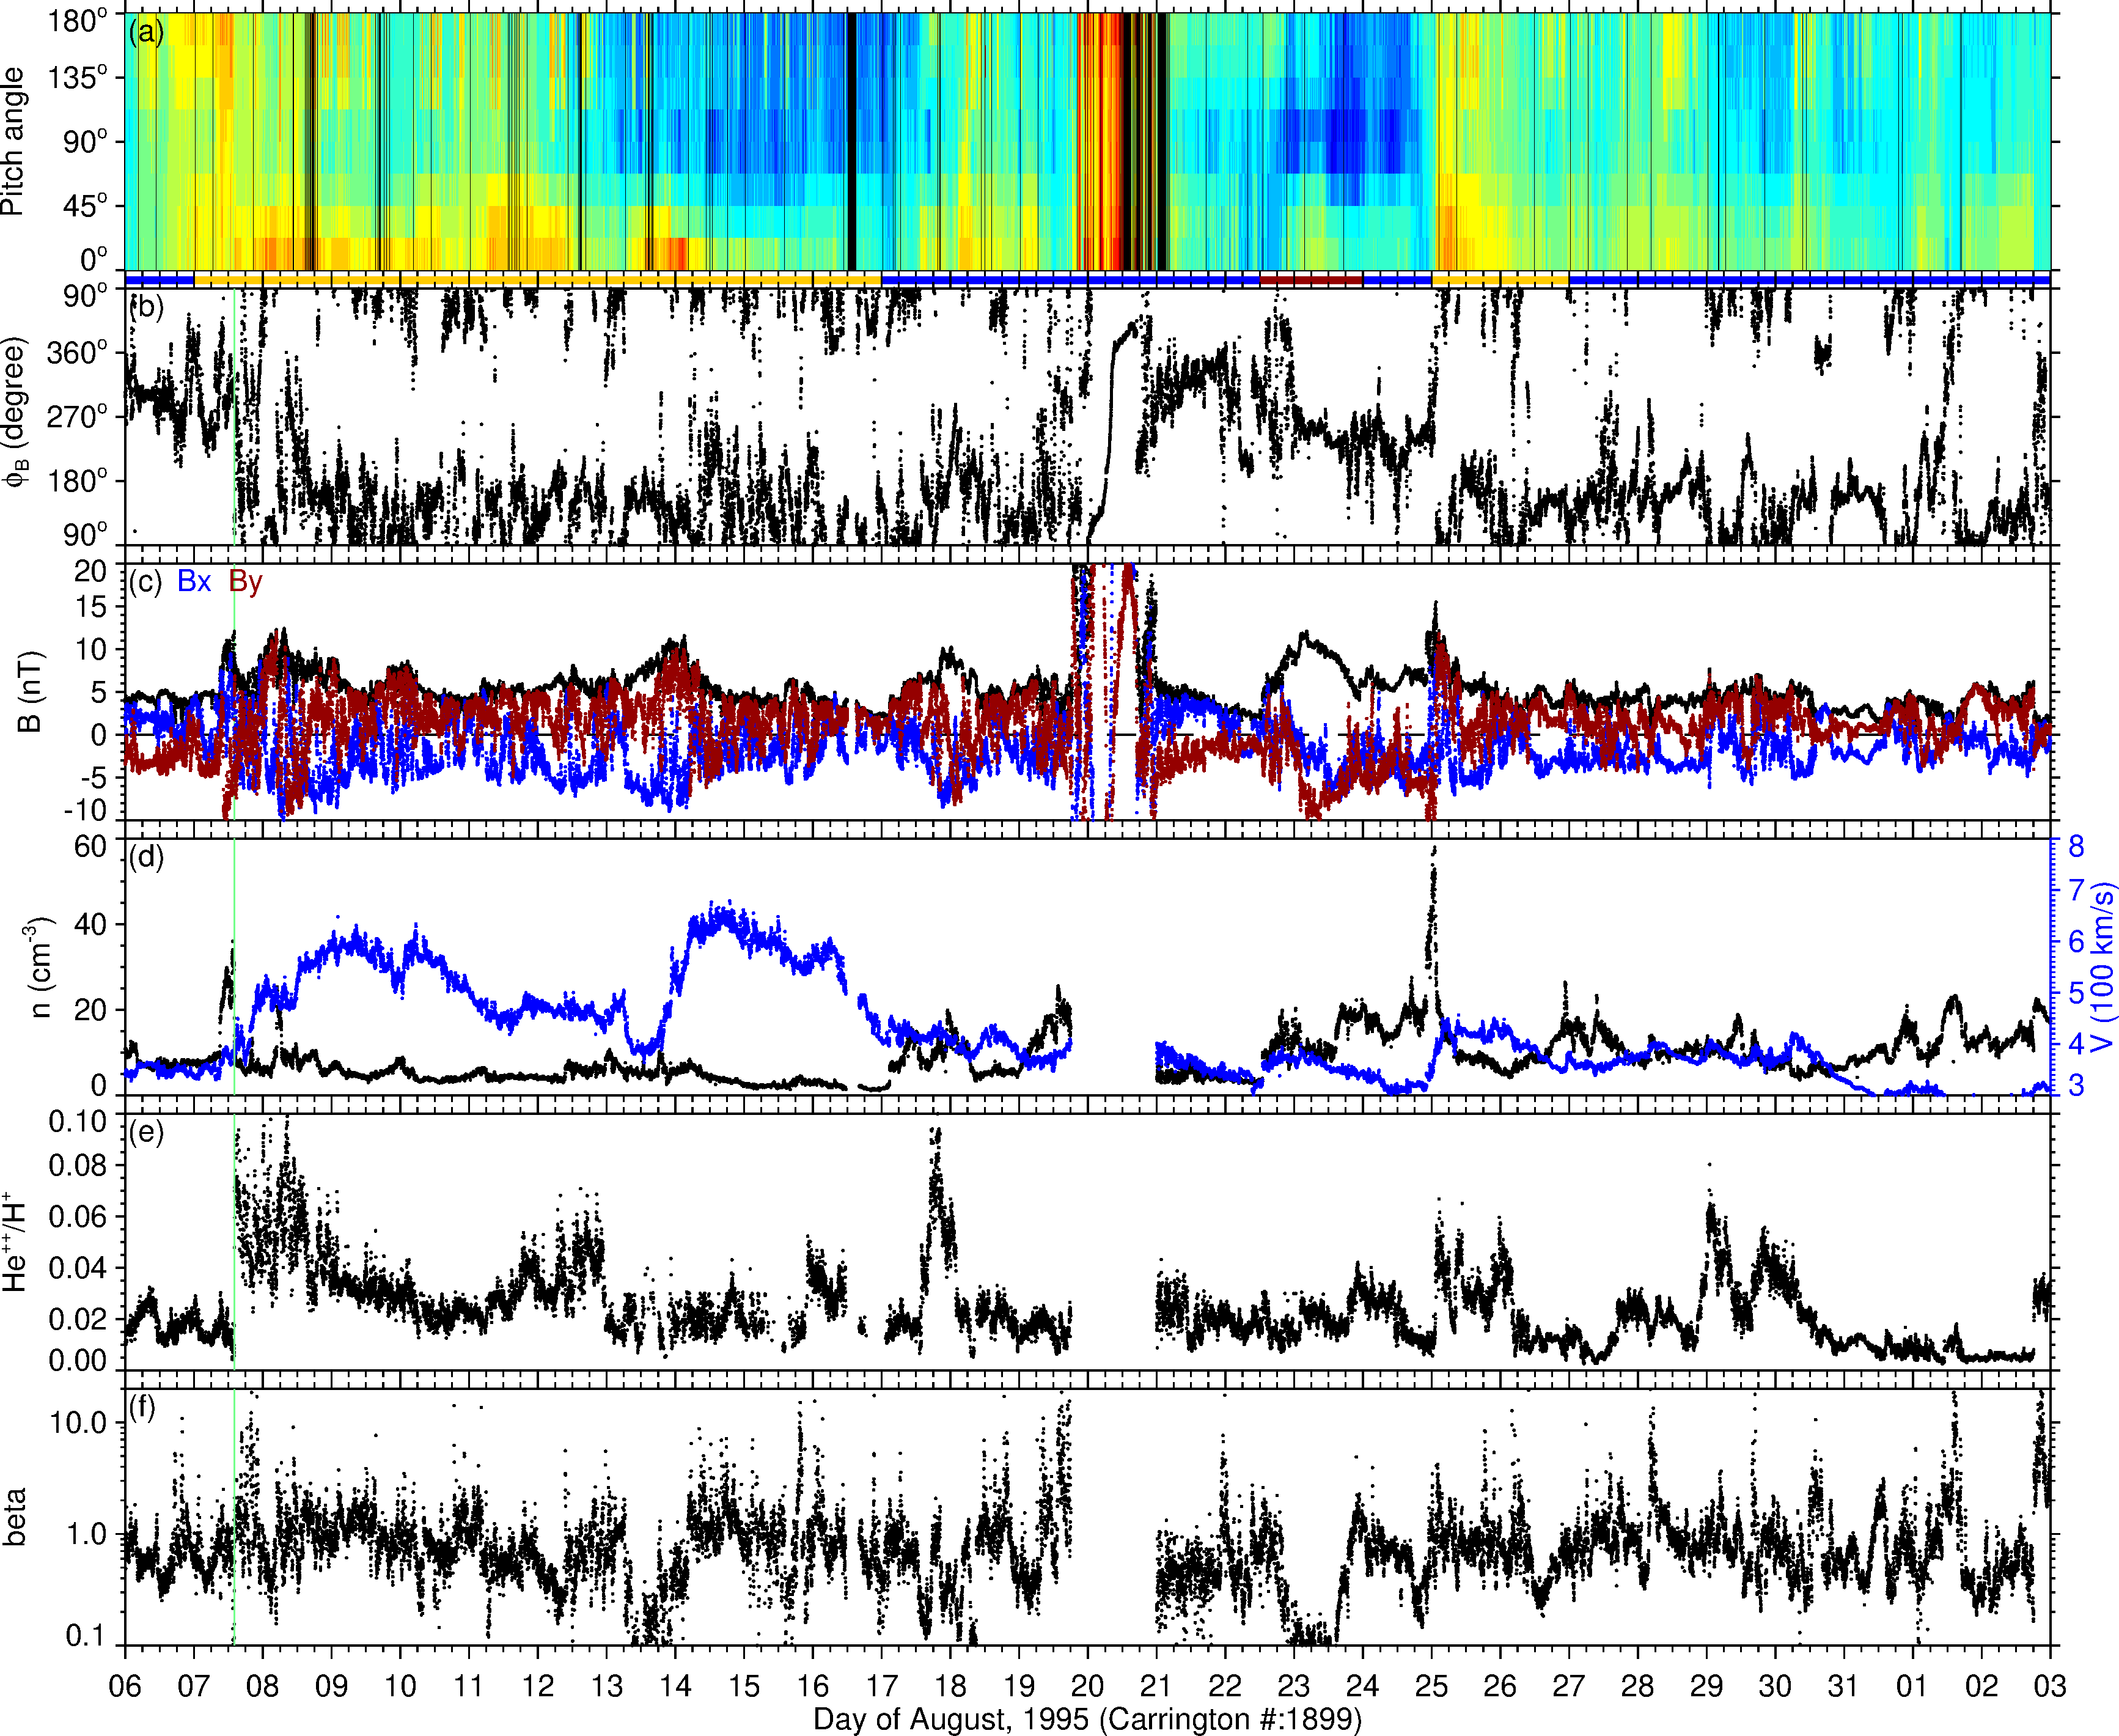 (a)
Pitch angle
180°
135°
90°
45°
0°
(b)
ϕB (degree)
90°
360°
270°
180°
90°
(c) Bx By
B (nT)
20
15
10
5
0
-5
-10
(d)
n (cm-3)
60
40
20
0
V (100 km/s)
8
7
6
5
4
3
(e)
He++/H+
0.10
0.08
0.06
0.04
0.02
0.00
(f)
beta
10.0
1.0
0.1
06 07 08 09 10 11 12 13 14 15 16 17 18 19 20 21 22 23 24 25 26 27 28 29 30 31 01 02 03
Day of August, 1995 (Carrington #:1899)